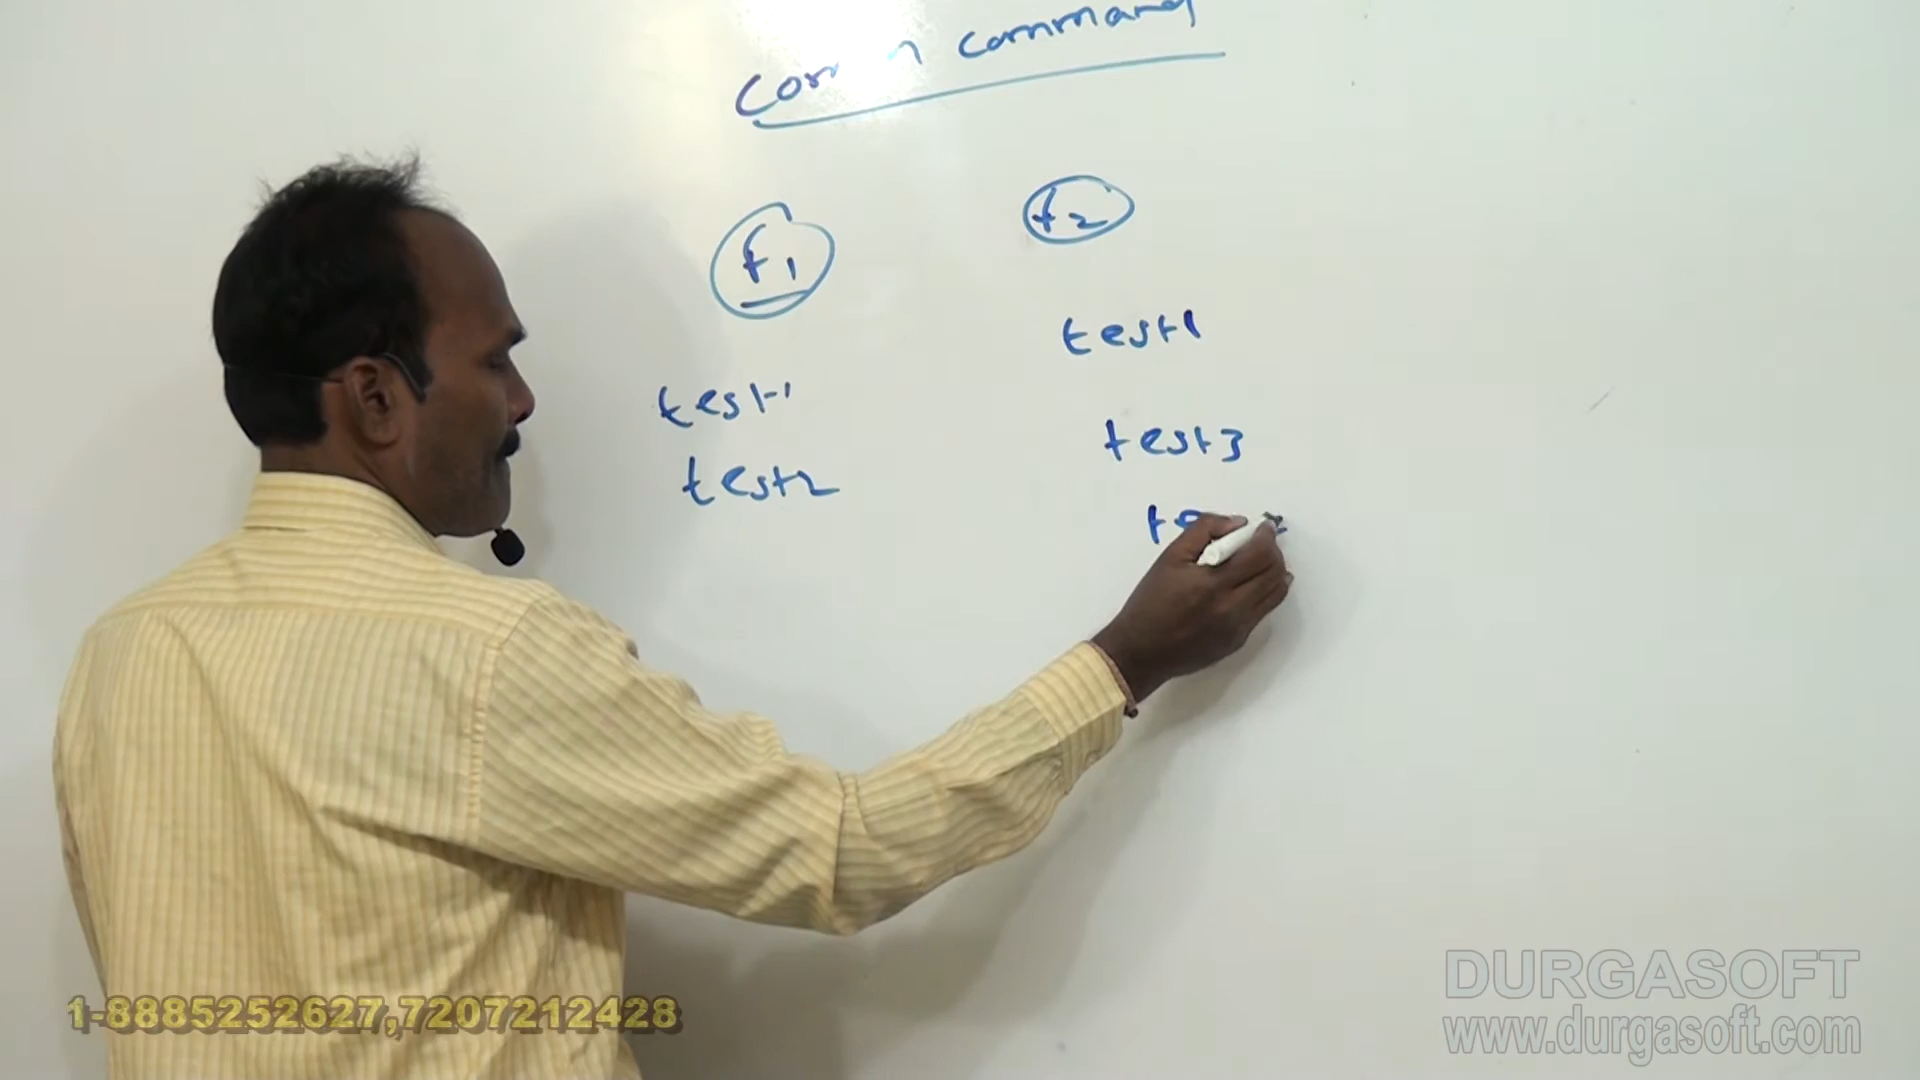 command
f1
f2
test1
test1
test3
test2
1-8885252627,7207212428
DURGASOFT
www.durgasoft.com